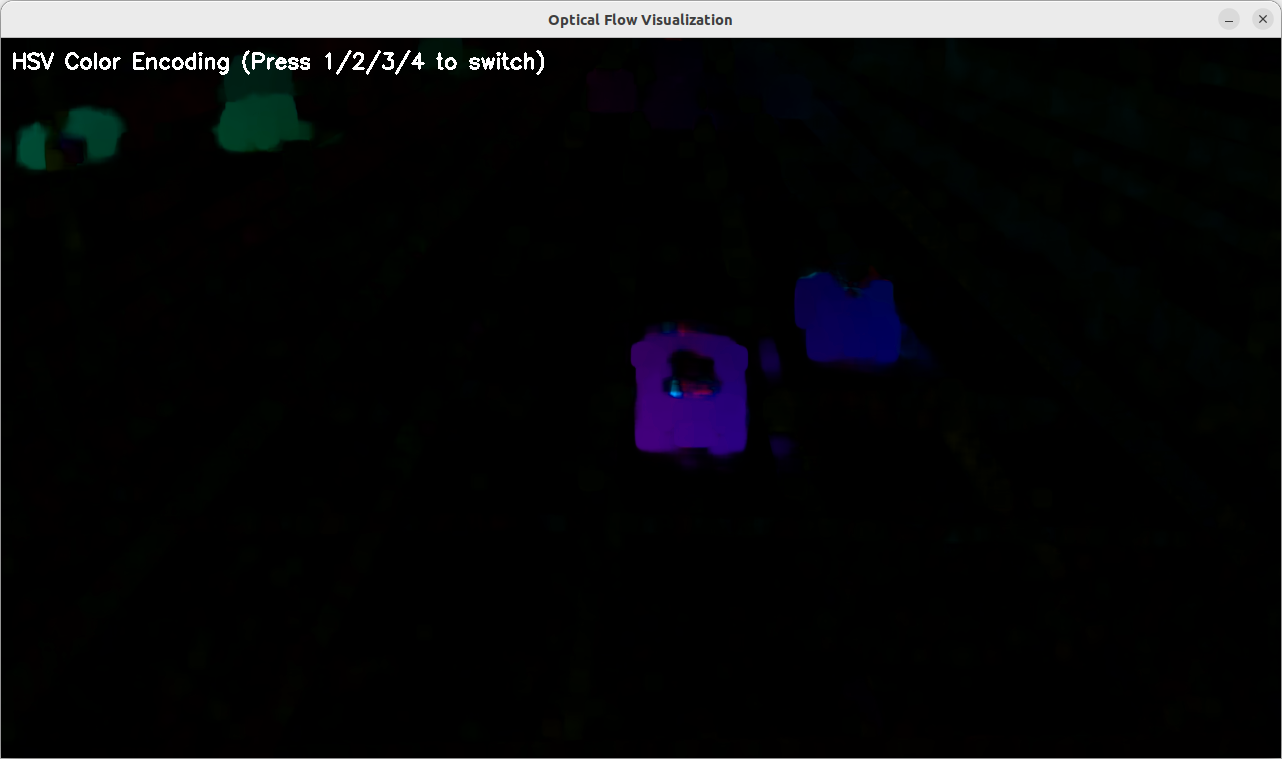 Optical Flow Visualization
HSV Color Encoding (Press 1/2/3/4 to switch)